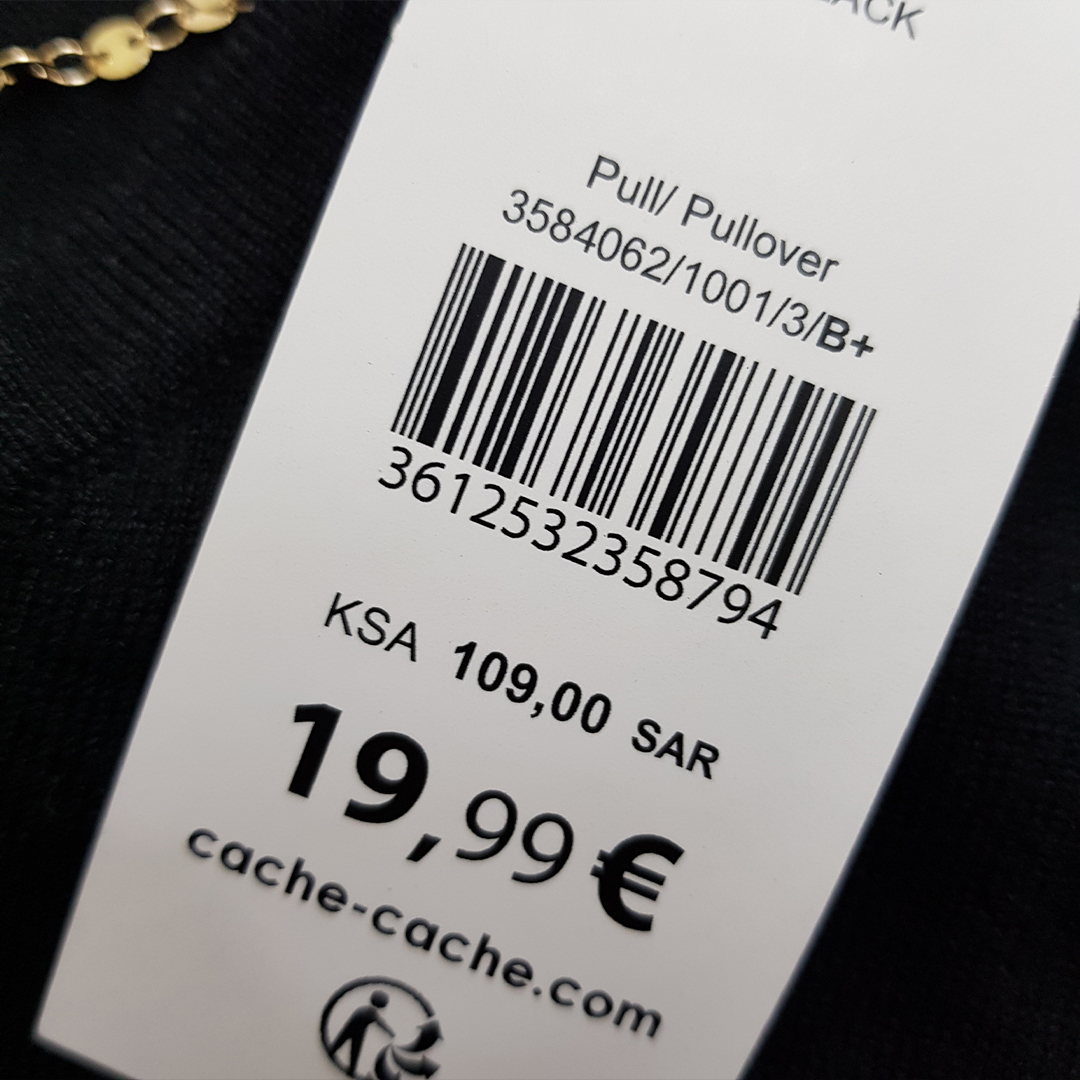 Pull/ Pullover
3584062/1001/3/B+
3612532358794
KSA 109,00 SAR
19,99 €
cache-cache.com